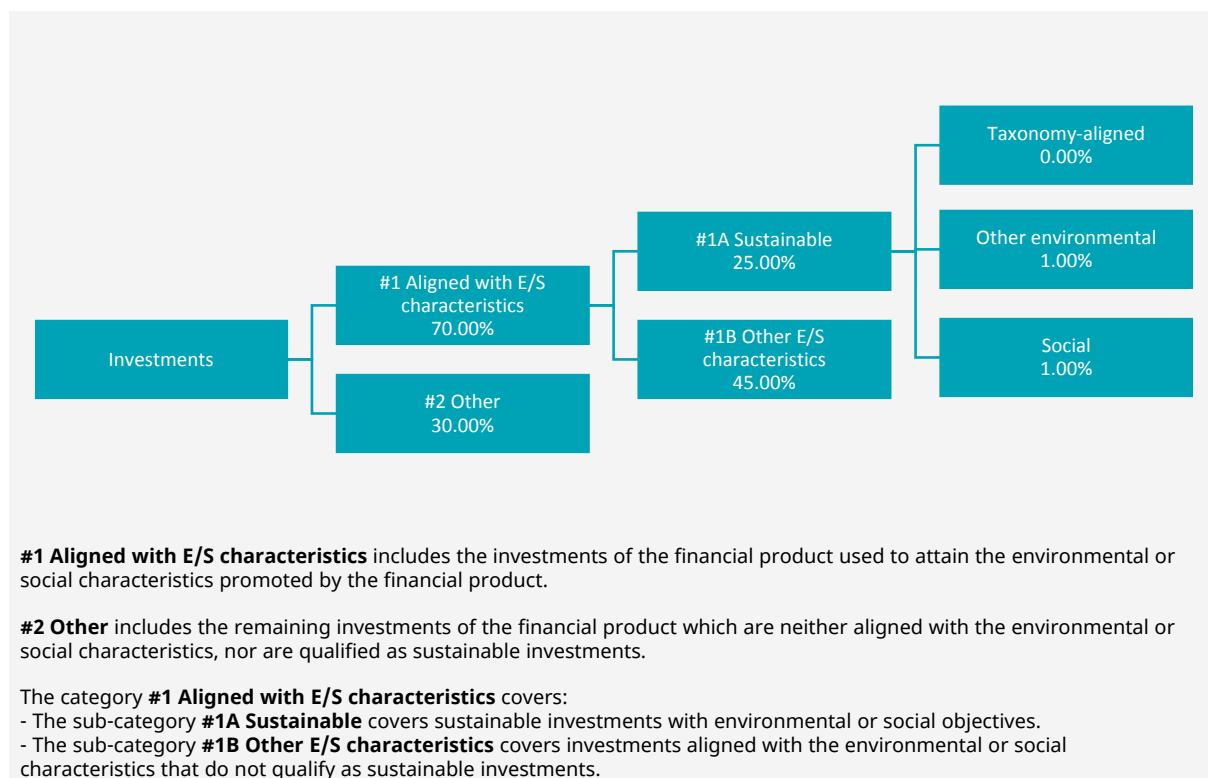 Investments
#1 Aligned with E/S
characteristics
70.00%
#2 Other
30.00%
#1A Sustainable
25.00%
#1B Other E/S
characteristics
45.00%
Taxonomy-aligned
0.00%
Other environmental
1.00%
Social
1.00%
#1 Aligned with E/S characteristics includes the investments of the financial product used to attain the environmental or
social characteristics promoted by the financial product.
#2 Other includes the remaining investments of the financial product which are neither aligned with the environmental or
social characteristics, nor are qualified as sustainable investments.
The category #1 Aligned with E/S characteristics covers:
- The sub-category #1A Sustainable covers sustainable investments with environmental or social objectives.
- The sub-category #1B Other E/S characteristics covers investments aligned with the environmental or social
characteristics that do not qualify as sustainable investments.